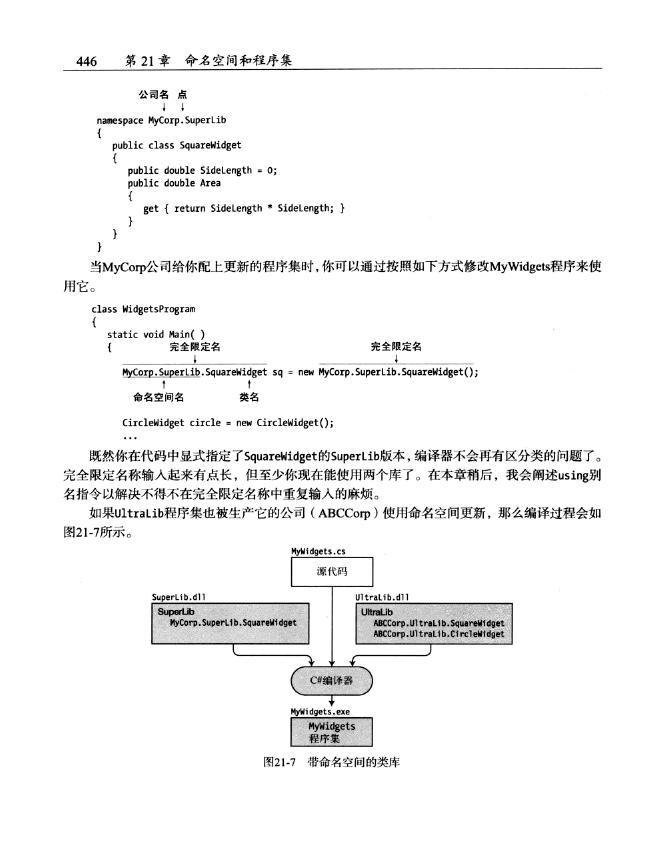 446 第 21 章 命名空间和程序集
公司名 点
↓ ↓
namespace MyCorp.SuperLib
{
public class SquareWidget
{
public double SideLength = 0;
public double Area
{
get { return SideLength * SideLength; }
}
}
}
当MyCorp公司给你配上更新的程序集时，你可以通过按照如下方式修改MyWidgets程序来使
用它。
class WidgetsProgram
{
static void Main( )
{ 完全限定名 完全限定名
↓ ↓
MyCorp.SuperLib.SquareWidget sq = new MyCorp.SuperLib.SquareWidget();
↑ ↑
命名空间名 类名
CircleWidget circle = new CircleWidget();
...
既然你在代码中显式指定了SquareWidget的SuperLib版本，编译器不会再有区分类的问题了。
完全限定名称输入起来有点长，但至少你现在能使用两个库了。在本章稍后，我会阐述using别
名指令以解决不得不在完全限定名称中重复输入的麻烦。
如果UltraLib程序集也被生产它的公司（ABCCorp）使用命名空间更新，那么编译过程会如
图21-7所示。
MyWidgets.cs
源代码
SuperLib.dll
SuperLib
MyCorp.SuperLib.SquareWidget
UltraLib.dll
UltraLib
ABCCorp.UltraLib.SquareWidget
ABCCorp.UltraLib.CircleWidget
C#编译器
MyWidgets.exe
MyWidgets
程序集
图21-7 带命名空间的类库